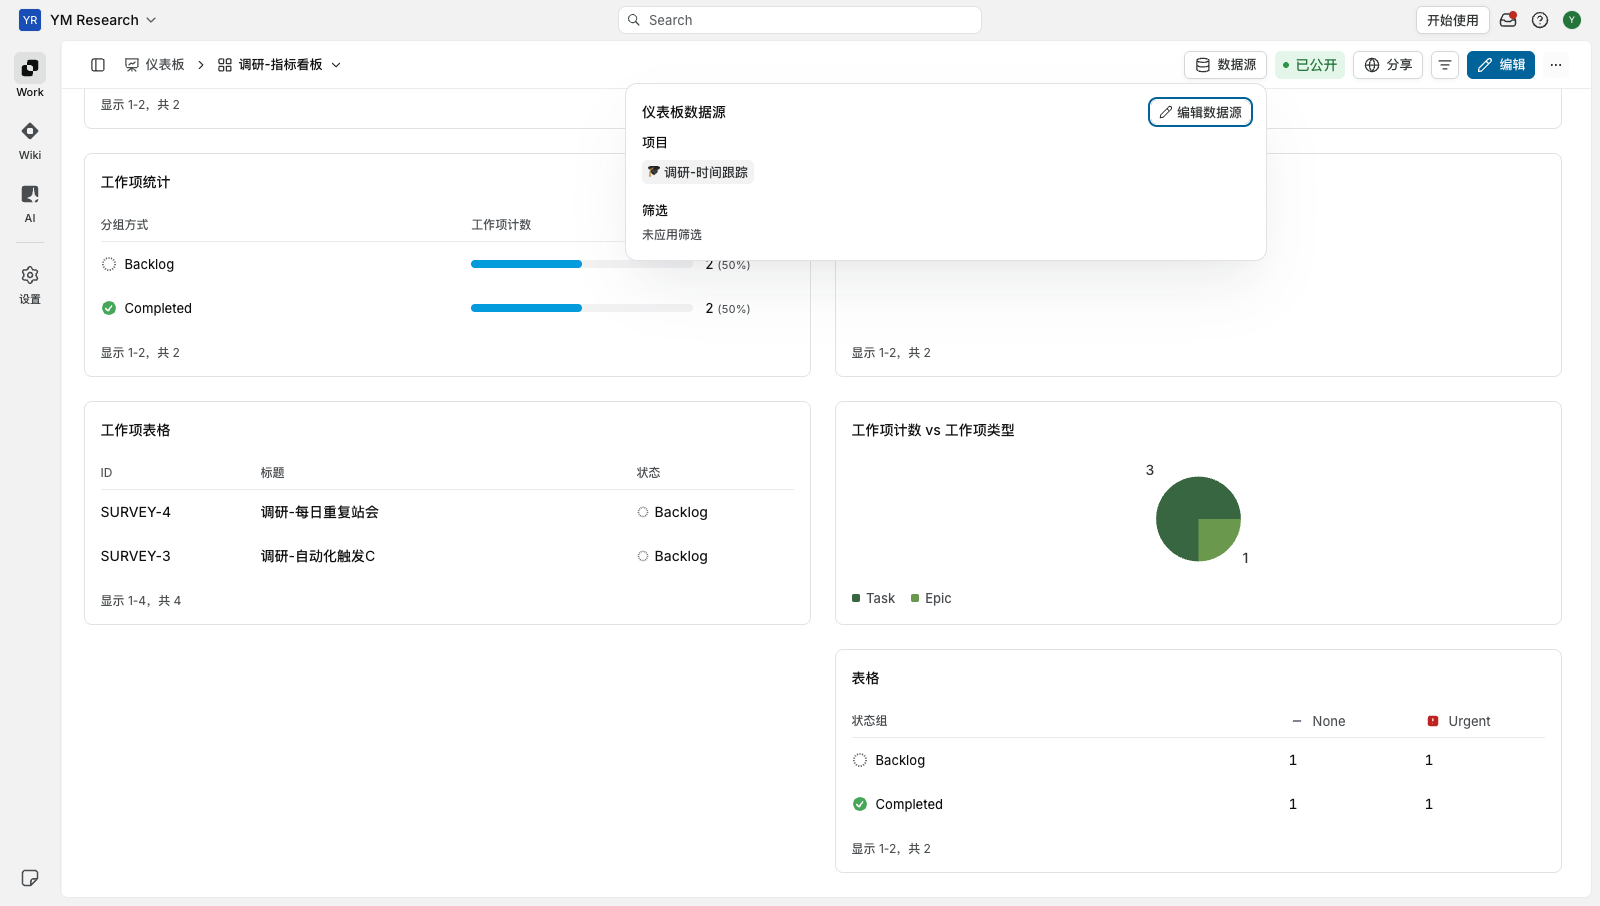 YR YM Research
Search
开始使用
Y
Work
Wiki
AI
设置
仪表板
调研-指标看板
数据源
已公开
分享
编辑
显示 1-2，共 2
仪表板数据源
编辑数据源
项目
调研-时间跟踪
筛选
未应用筛选
工作项统计
分组方式 工作项计数
Backlog 2 (50%)
Completed 2 (50%)
显示 1-2，共 2
显示 1-2，共 2
工作项表格
ID 标题 状态
SURVEY-4 调研-每日重复站会 Backlog
SURVEY-3 调研-自动化触发C Backlog
显示 1-4，共 4
工作项计数 vs 工作项类型
3
1
Task Epic
表格
状态组 None Urgent
Backlog 1 1
Completed 1 1
显示 1-2，共 2